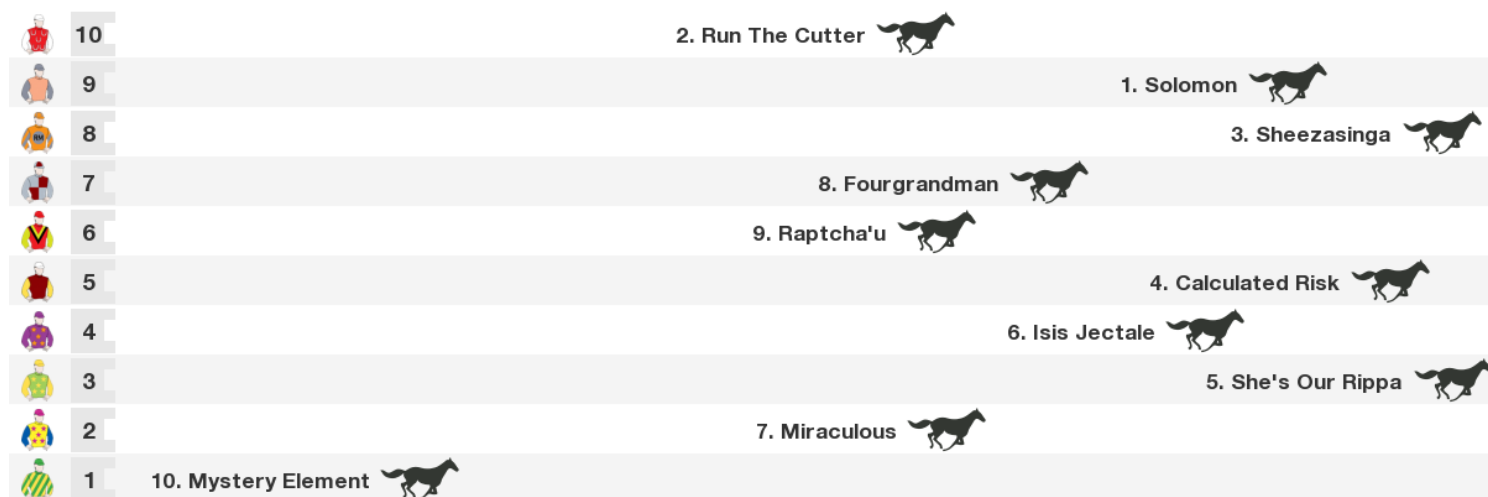 10 2. Run The Cutter
9 1. Solomon
RM
8 3. Sheezasinga
7 8. Fourgrandman
6 9. Raptcha'u
5 4. Calculated Risk
4 6. Isis Jectale
3 5. She's Our Rippa
2 7. Miraculous
1 10. Mystery Element